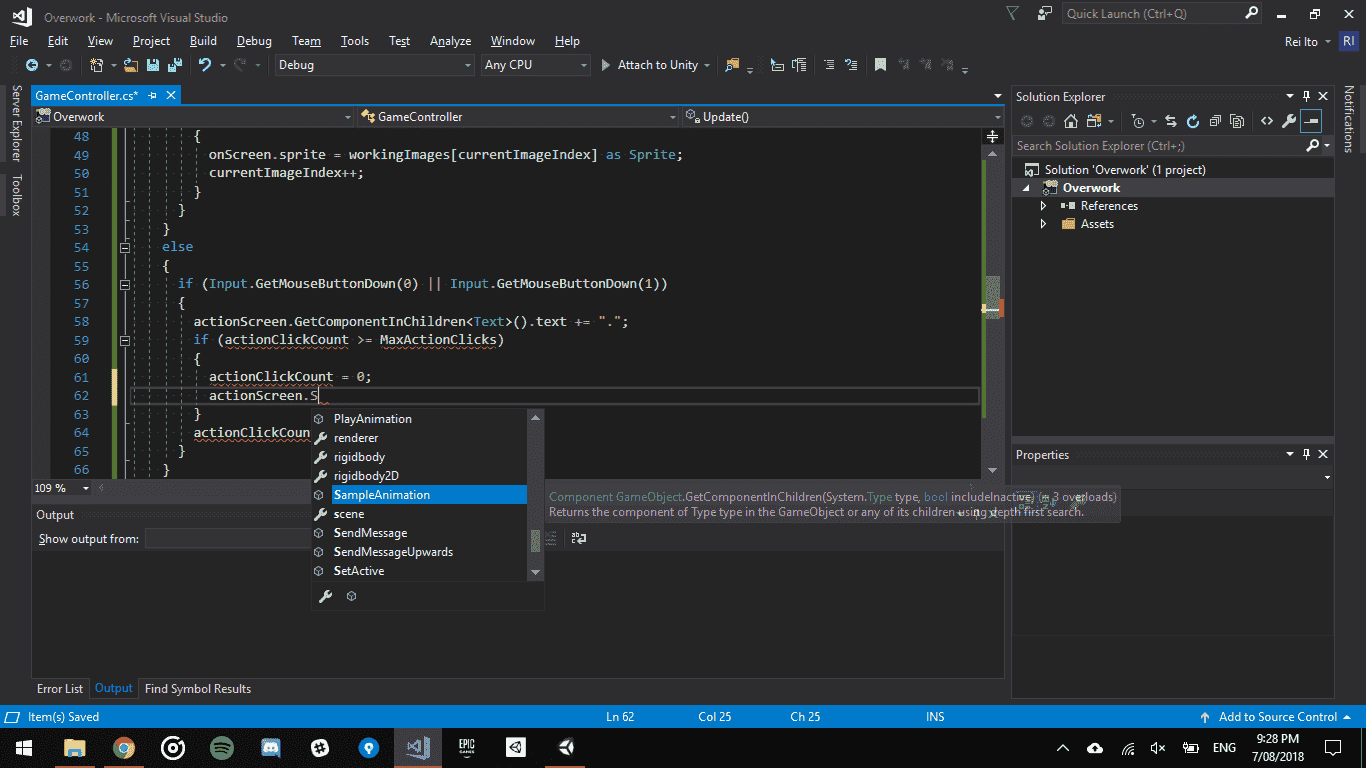 Overwork - Microsoft Visual Studio
Quick Launch (Ctrl+Q)
File Edit View Project Build Debug Team Tools Test Analyze Window Help
Rei Ito RI
Debug Any CPU Attach to Unity
Server Explorer
Toolbox
GameController.cs*
Overwork GameController Update()
48 {
49 onScreen.sprite = workingImages[currentImageIndex] as Sprite;
50 currentImageIndex++;
51 }
52 }
53 }
54 else
55 {
56 if (Input.GetMouseButtonDown(0) || Input.GetMouseButtonDown(1))
57 {
58 actionScreen.GetComponentInChildren<Text>().text += ".";
59 if (actionClickCount >= MaxActionClicks)
60 {
61 actionClickCount = 0;
62 actionScreen.S
63 }
64 actionClickCoun
65 }
66 }
PlayAnimation
renderer
rigidbody
rigidbody2D
SampleAnimation
scene
SendMessage
SendMessageUpwards
SetActive
Component GameObject.GetComponentInChildren(System.Type type, bool includeInactive) (+ 3 overloads)
Returns the component of Type type in the GameObject or any of its children using depth first search.
109 %
Output
Show output from:
Error List Output Find Symbol Results
Solution Explorer
Search Solution Explorer (Ctrl+;)
Solution 'Overwork' (1 project)
Overwork
References
Assets
Properties
Notifications
Item(s) Saved Ln 62 Col 25 Ch 25 INS Add to Source Control
EPIC GAMES
ENG
9:28 PM
7/08/2018